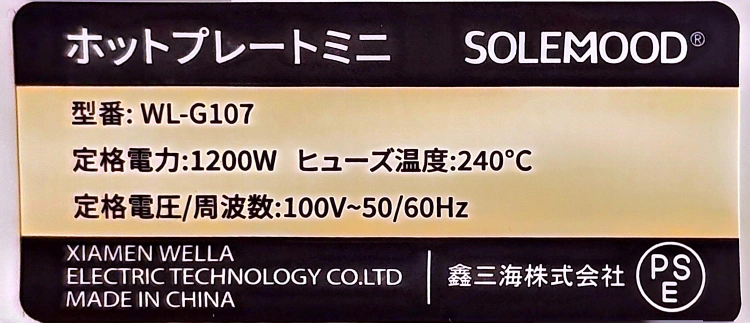 ホットプレートミニ SOLEMOOD®
型番: WL-G107
定格電力:1200W ヒューズ温度:240℃
定格電圧/周波数:100V~50/60Hz
XIAMEN WELLA
ELECTRIC TECHNOLOGY CO.LTD
MADE IN CHINA
鑫三海株式会社
PSE